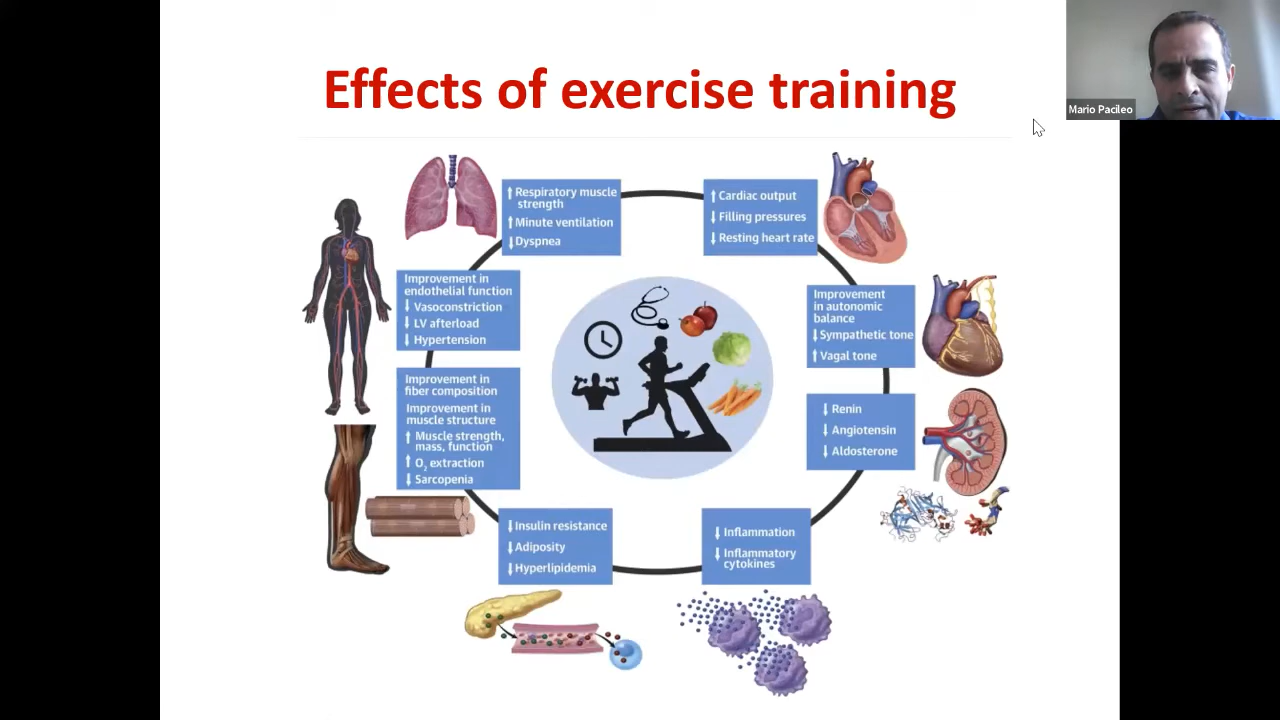 Effects of exercise training
Mario Pacileo
↑ Respiratory muscle
strength
↑ Minute ventilation
↓ Dyspnea
↑ Cardiac output
↓ Filling pressures
↓ Resting heart rate
Improvement in
endothelial function
↓ Vasoconstriction
↓ LV afterload
↓ Hypertension
Improvement
in autonomic
balance
↓ Sympathetic tone
↑ Vagal tone
Improvement in
fiber composition
Improvement in
muscle structure
↑ Muscle strength,
mass, function
↑ O₂ extraction
↓ Sarcopenia
↓ Renin
↓ Angiotensin
↓ Aldosterone
↓ Insulin resistance
↓ Adiposity
↓ Hyperlipidemia
↓ Inflammation
↓ Inflammatory
cytokines